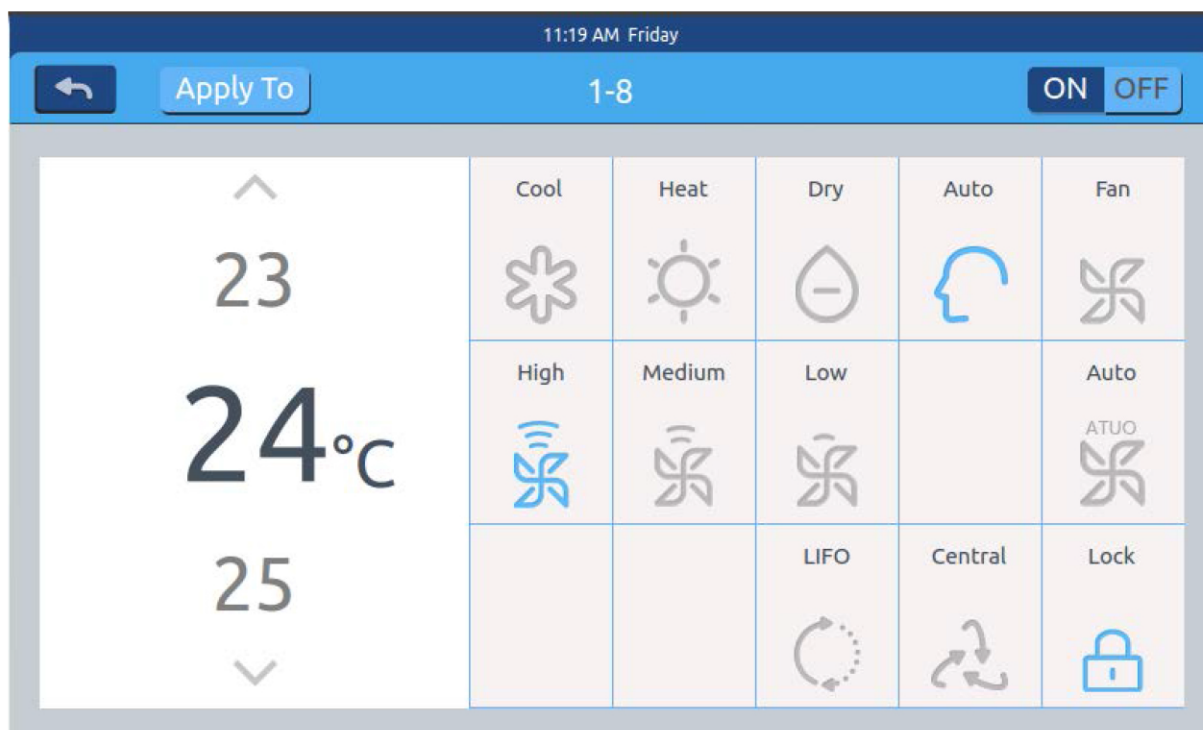 11:19 AM Friday
Apply To
1-8
ON OFF
23
24°C
25
Cool Heat Dry Auto Fan
High Medium Low Auto
ATUO
LIFO Central Lock